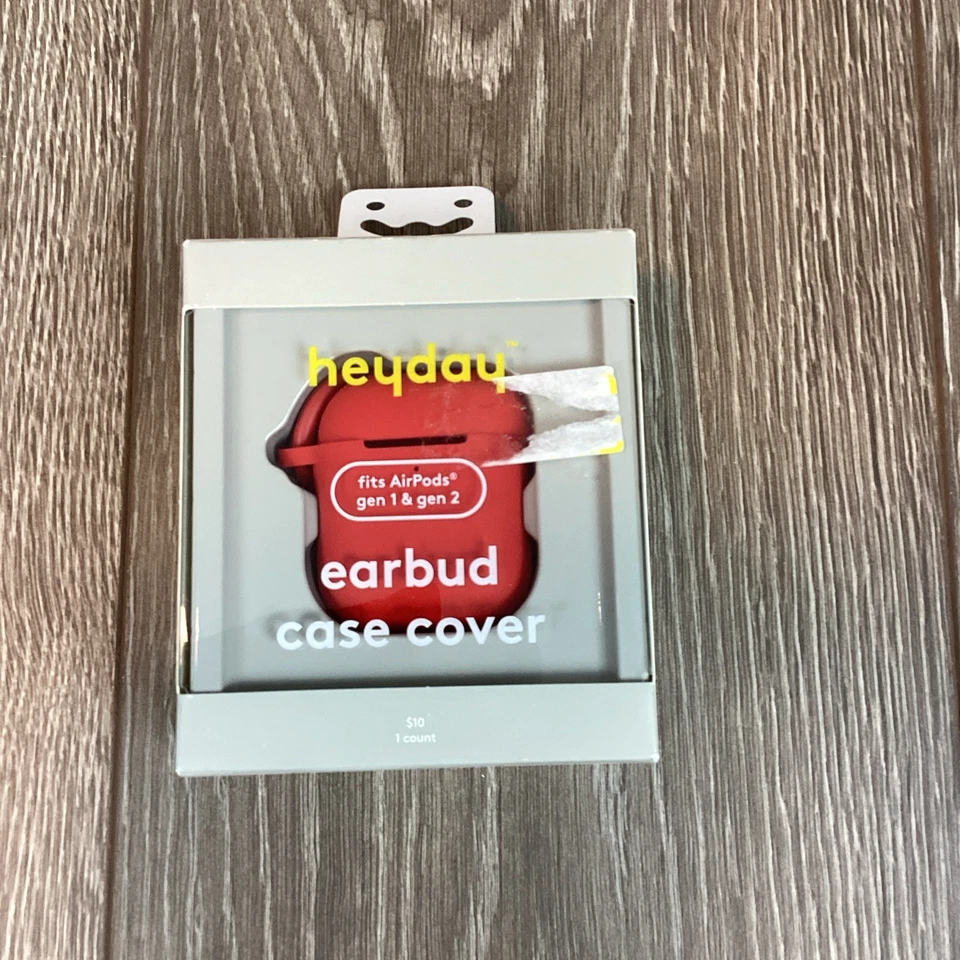 heyday™
fits AirPods®
gen 1 & gen 2
earbud
case cover
$10
1 count